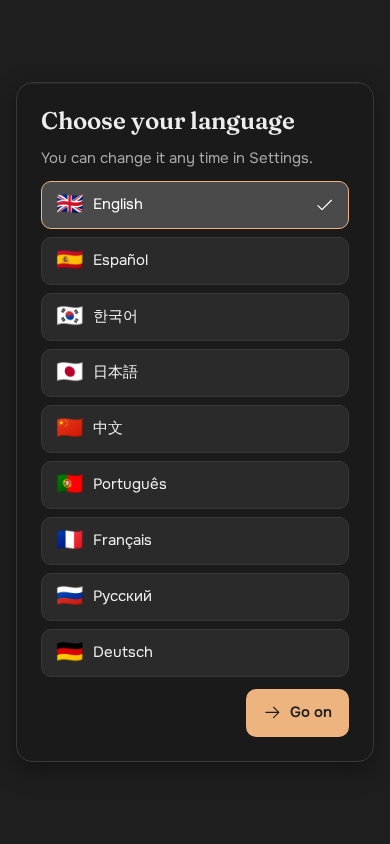 Choose your language
You can change it any time in Settings.
English
Español
한국어
日本語
中文
Português
Français
Русский
Deutsch
Go on